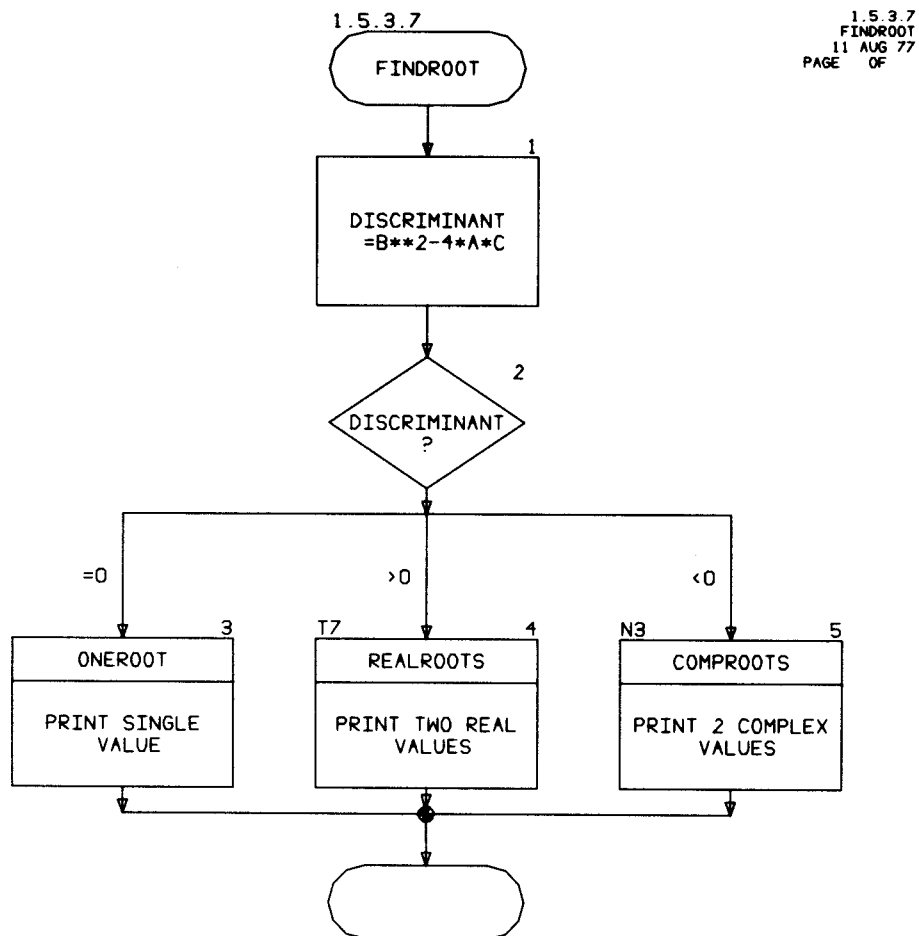 1.5.3.7
FINDROOT
11 AUG 77
PAGE OF
1.5.3.7
FINDROOT
1
DISCRIMINANT
=B**2-4*A*C
2
DISCRIMINANT
?
=0
>0
<0
3
ONEROOT
PRINT SINGLE
VALUE
T7
4
REALROOTS
PRINT TWO REAL
VALUES
N3
5
COMPROOTS
PRINT 2 COMPLEX
VALUES